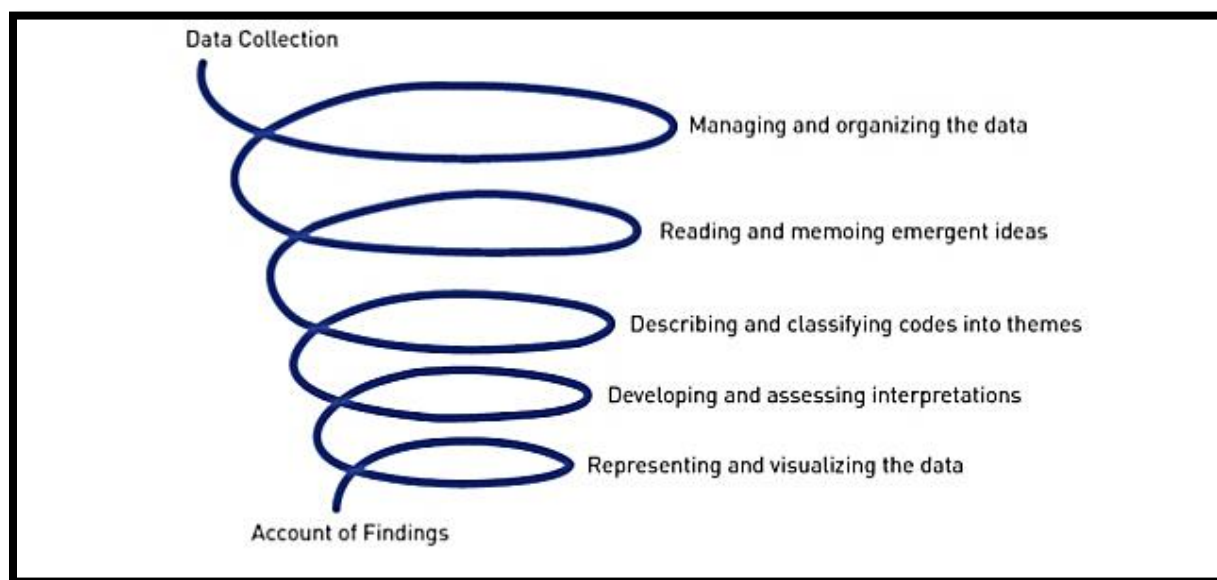 Data Collection
Managing and organizing the data
Reading and memoing emergent ideas
Describing and classifying codes into themes
Developing and assessing interpretations
Representing and visualizing the data
Account of Findings